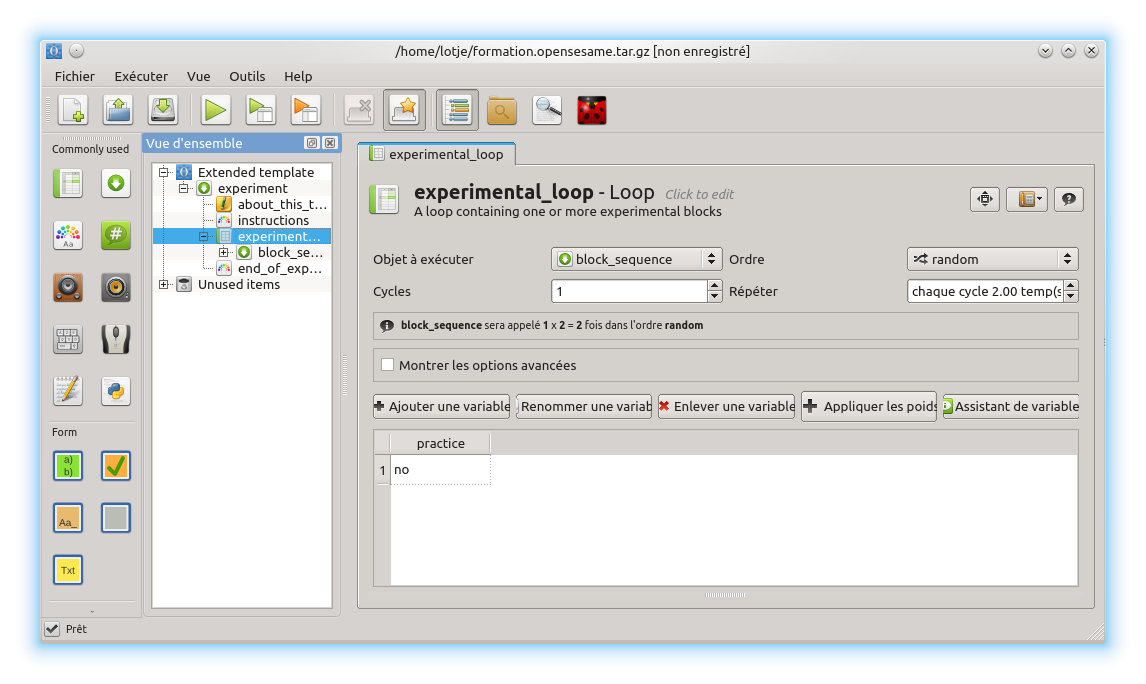 /home/lotje/formation.opensesame.tar.gz [non enregistré]
Fichier Exécuter Vue Outils Help
Commonly used
Aa
#
Form
a)
b)
Aa_
Txt
Vue d'ensemble
Extended template
experiment
about_this_t...
instructions
experiment...
block_se...
end_of_exp...
Unused items
experimental_loop
experimental_loop - Loop Click to edit
A loop containing one or more experimental blocks
Objet à exécuter block_sequence Ordre random
Cycles 1 Répéter chaque cycle 2.00 temp(s
block_sequence sera appelé 1 x 2 = 2 fois dans l'ordre random
Montrer les options avancées
Ajouter une variable Renommer une variab Enlever une variable Appliquer les poids Assistant de variable
practice
1 no
Prêt